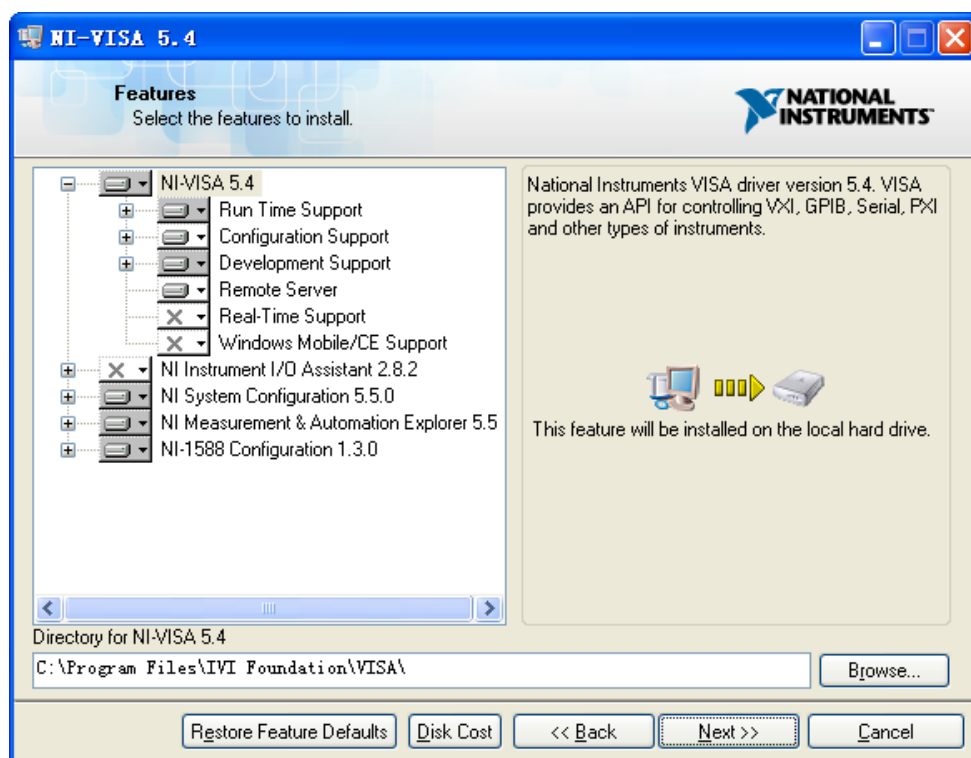 NI-VISA 5.4
Features
Select the features to install.
NATIONAL
INSTRUMENTS™
NI-VISA 5.4
Run Time Support
Configuration Support
Development Support
Remote Server
Real-Time Support
Windows Mobile/CE Support
NI Instrument I/O Assistant 2.8.2
NI System Configuration 5.5.0
NI Measurement & Automation Explorer 5.5
NI-1588 Configuration 1.3.0
National Instruments VISA driver version 5.4. VISA
provides an API for controlling VXI, GPIB, Serial, PXI
and other types of instruments.
This feature will be installed on the local hard drive.
Directory for NI-VISA 5.4
C:\Program Files\IVI Foundation\VISA\
Browse...
Restore Feature Defaults
Disk Cost
<< Back
Next >>
Cancel